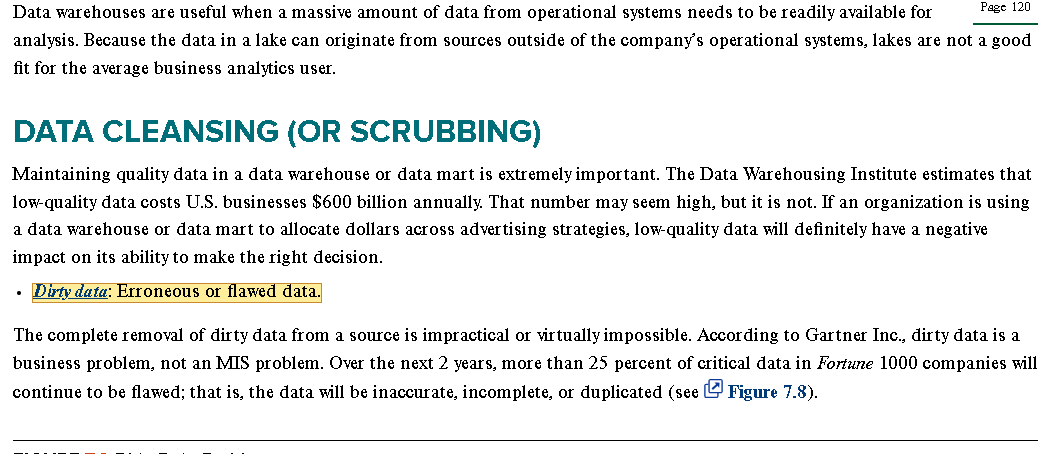 Data warehouses are useful when a massive amount of data from operational systems needs to be readily available for
Page 120
analysis. Because the data in a lake can originate from sources outside of the company's operational systems, lakes are not a good
fit for the average business analytics user.
DATA CLEANSING (OR SCRUBBING)
Maintaining quality data in a data warehouse or data mart is extremely important. The Data Warehousing Institute estimates that
low-quality data costs U.S. businesses $600 billion annually. That number may seem high, but it is not. If an organization is using
a data warehouse or data mart to allocate dollars across advertising strategies, low-quality data will definitely have a negative
impact on its ability to make the right decision.
• Dirty data: Erroneous or flawed data.
The complete removal of dirty data from a source is impractical or virtually impossible. According to Gartner Inc., dirty data is a
business problem, not an MIS problem. Over the next 2 years, more than 25 percent of critical data in Fortune 1000 companies will
continue to be flawed; that is, the data will be inaccurate, incomplete, or duplicated (see Figure 7.8).